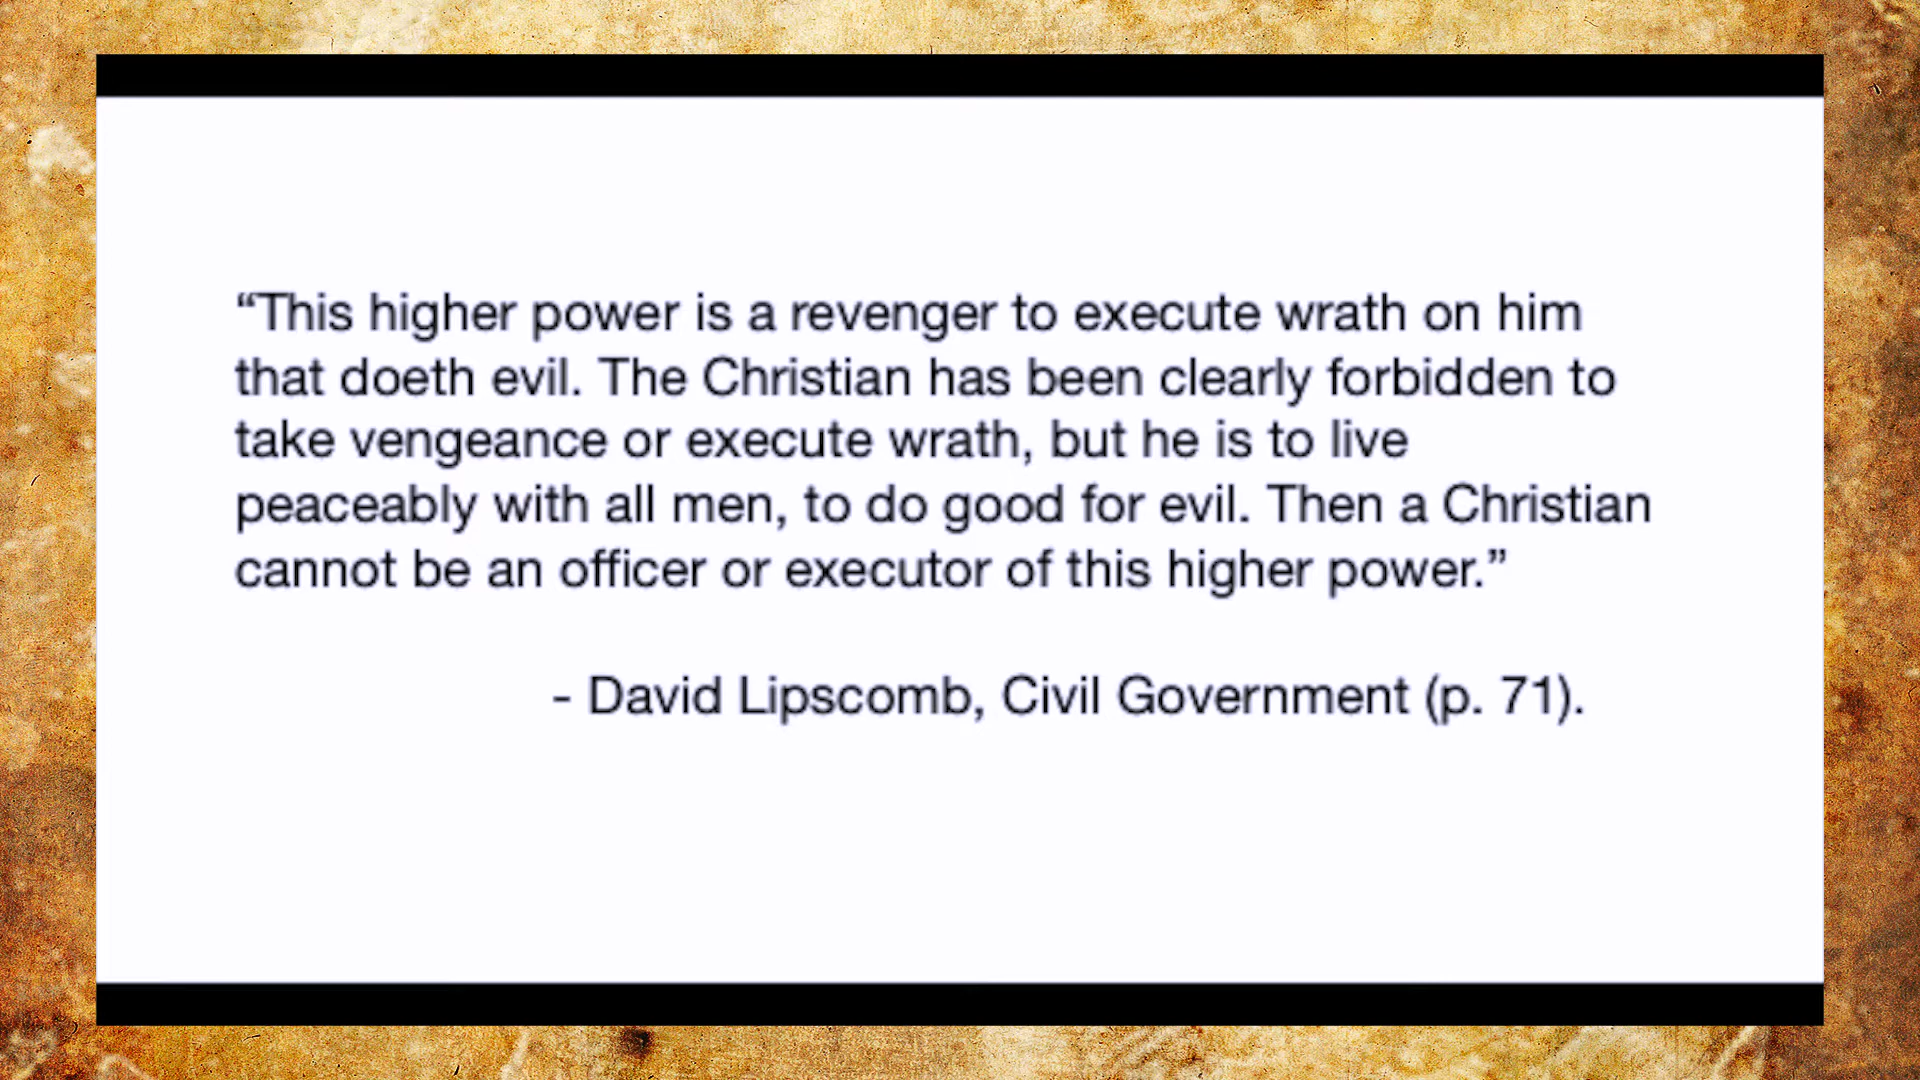 “This higher power is a revenger to execute wrath on him
that doeth evil. The Christian has been clearly forbidden to
take vengeance or execute wrath, but he is to live
peaceably with all men, to do good for evil. Then a Christian
cannot be an officer or executor of this higher power.”
- David Lipscomb, Civil Government (p. 71).